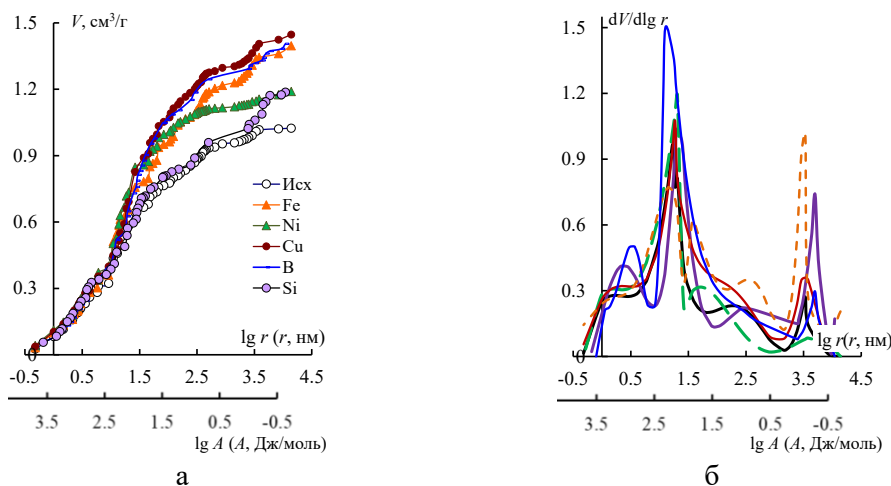 V, см³/г
1.5
1.2
0.9
0.6
0.3
0
Исх
Fe
Ni
Cu
B
Si
lg r (r, нм)
-0.5 0.5 1.5 2.5 3.5 4.5
3.5 2.5 1.5 0.5 -0.5
lg A (A, Дж/моль)
а
dV/dlg r
1.5
1.2
0.9
0.6
0.3
0
lg r(r, нм)
-0.5 0.5 1.5 2.5 3.5 4.5
3.5 2.5 1.5 0.5 -0.5
lg A (A, Дж/моль)
б